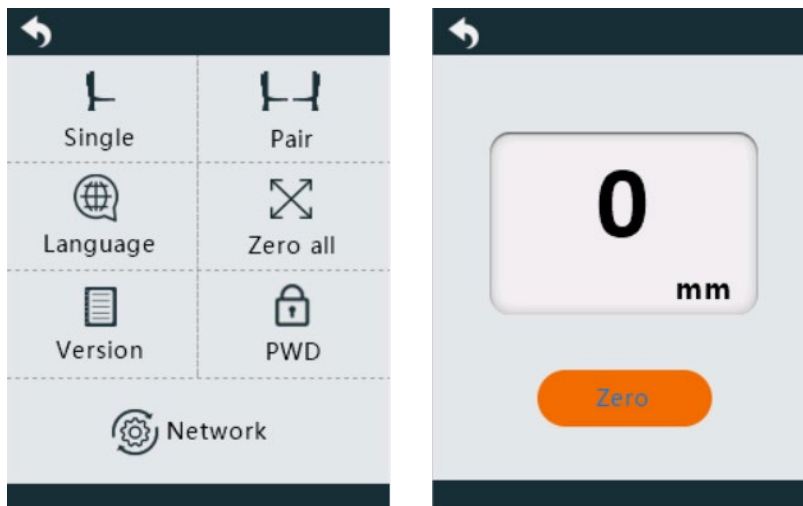 Single
Pair
Language
Zero all
Version
PWD
Network
0
mm
Zero